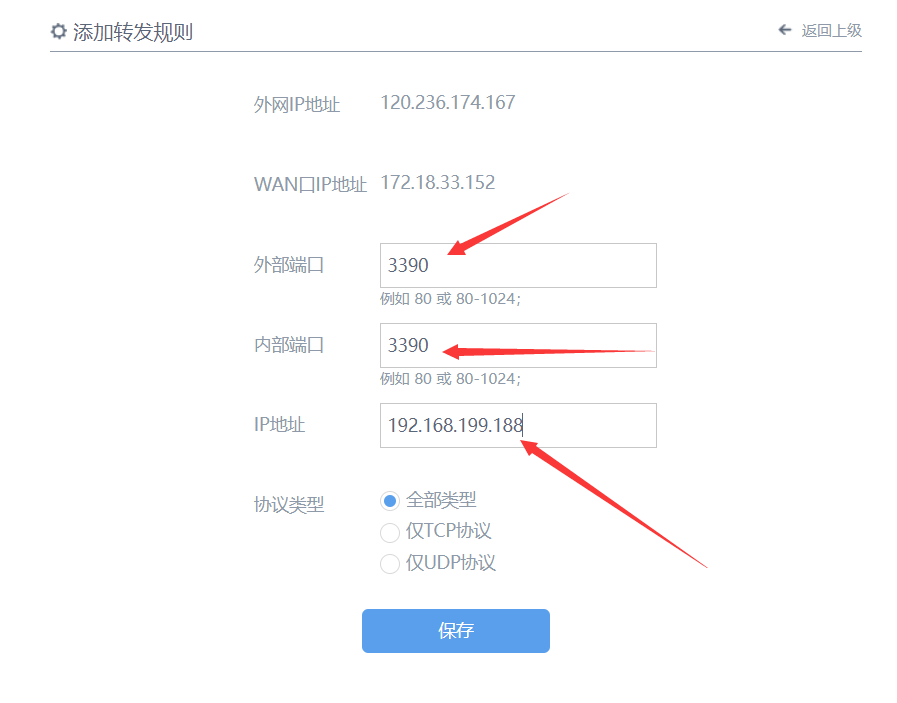 添加转发规则
返回上级
外网IP地址 120.236.174.167
WAN口IP地址 172.18.33.152
外部端口 3390
例如 80 或 80-1024;
内部端口 3390
例如 80 或 80-1024;
IP地址 192.168.199.188
协议类型 全部类型
仅TCP协议
仅UDP协议
保存